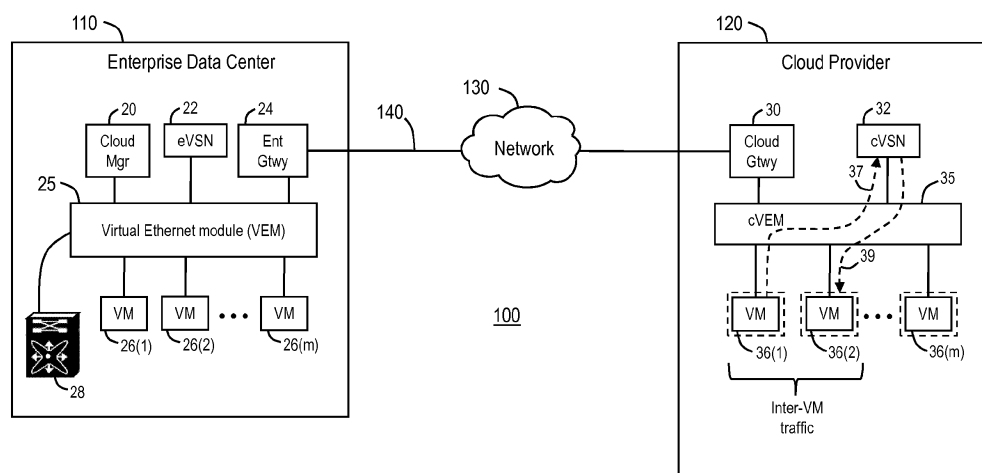 110
120
Enterprise Data Center
Cloud Provider
130
20
22
24
30
32
140
Cloud
Mgr
eVSN
Ent
Gtwy
Network
Cloud
Gtwy
cVSN
37
25
35
Virtual Ethernet module (VEM)
cVEM
39
VM
VM
VM
VM
VM
VM
100
26(1)
26(2)
26(m)
36(1)
36(2)
36(m)
28
Inter-VM
traffic